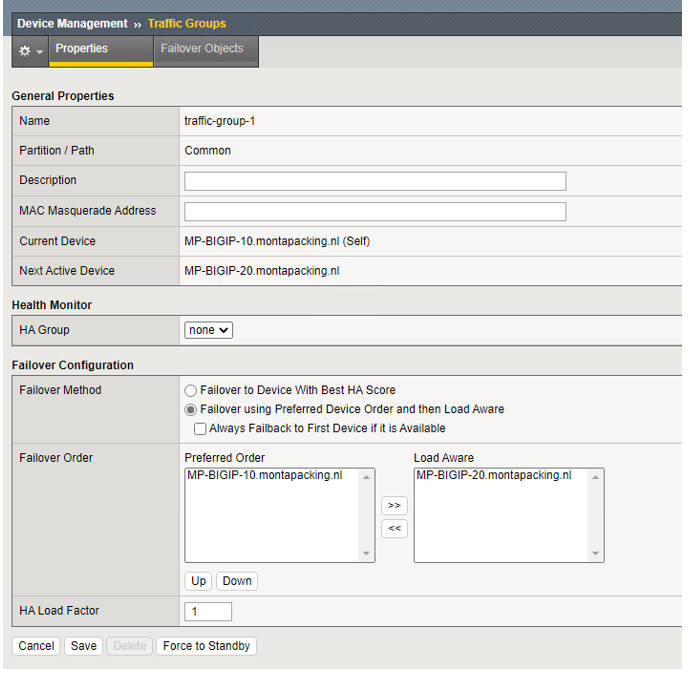 Device Management ›› Traffic Groups
Properties Failover Objects
General Properties
Name traffic-group-1
Partition / Path Common
Description
MAC Masquerade Address
Current Device MP-BIGIP-10.montapacking.nl (Self)
Next Active Device MP-BIGIP-20.montapacking.nl
Health Monitor
HA Group none
Failover Configuration
Failover Method Failover to Device With Best HA Score
Failover using Preferred Device Order and then Load Aware
Always Failback to First Device if it is Available
Failover Order Preferred Order Load Aware
MP-BIGIP-10.montapacking.nl MP-BIGIP-20.montapacking.nl
>>
<<
Up Down
HA Load Factor 1
Cancel Save Delete Force to Standby